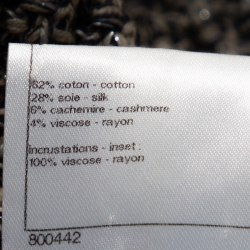 62% coton - cotton
28% soie - silk
6% cachemire - cashmere
4% viscose - rayon
incrustations - inset :
100% viscose - rayon
800442